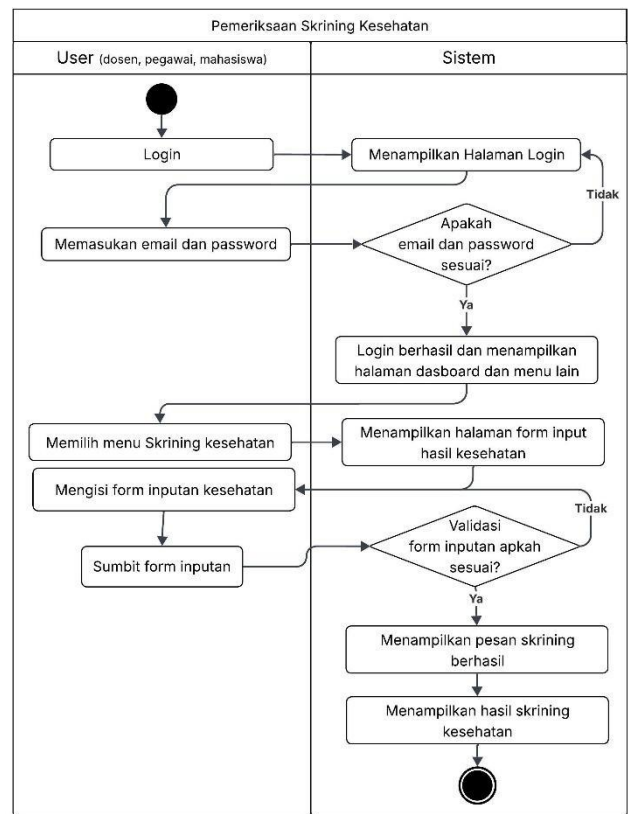 Pemeriksaan Skrining Kesehatan
User (dosen, pegawai, mahasiswa)
Sistem
Login
Menampilkan Halaman Login
Tidak
Memasukan email dan password
Apakah
email dan password
sesuai?
Ya
Login berhasil dan menampilkan
halaman dasboard dan menu lain
Memilih menu Skrining kesehatan
Menampilkan halaman form input
hasil kesehatan
Mengisi form inputan kesehatan
Tidak
Validasi
form inputan apkah
sesuai?
Sumbit form inputan
Ya
Menampilkan pesan skrining
berhasil
Menampilkan hasil skrining
kesehatan